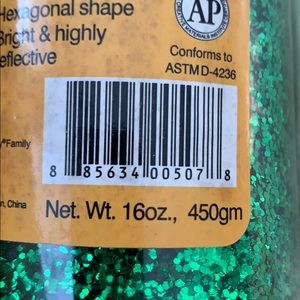 Hexagonal shape
Bright & highly
reflective
AP
Conforms to
ASTM D-4236
Family
8 85634 00507 8
n, China
Net. Wt. 16oz., 450gm